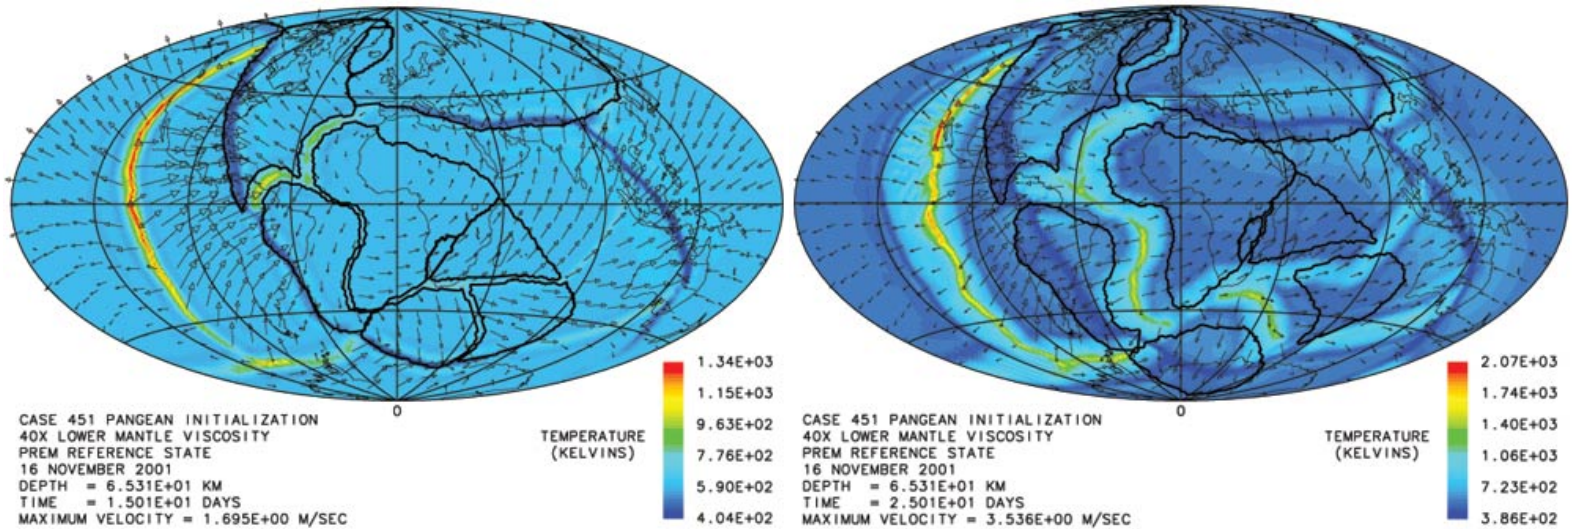 0
CASE 451 PANGEAN INITIALIZATION
40X LOWER MANTLE VISCOSITY
PREM REFERENCE STATE
16 NOVEMBER 2001
DEPTH = 6.531E+01 KM
TIME = 1.501E+01 DAYS
MAXIMUM VELOCITY = 1.695E+00 M/SEC
TEMPERATURE
(KELVINS)
1.34E+03
1.15E+03
9.63E+02
7.76E+02
5.90E+02
4.04E+02
0
CASE 451 PANGEAN INITIALIZATION
40X LOWER MANTLE VISCOSITY
PREM REFERENCE STATE
16 NOVEMBER 2001
DEPTH = 6.531E+01 KM
TIME = 2.501E+01 DAYS
MAXIMUM VELOCITY = 3.536E+00 M/SEC
TEMPERATURE
(KELVINS)
2.07E+03
1.74E+03
1.40E+03
1.06E+03
7.23E+02
3.86E+02